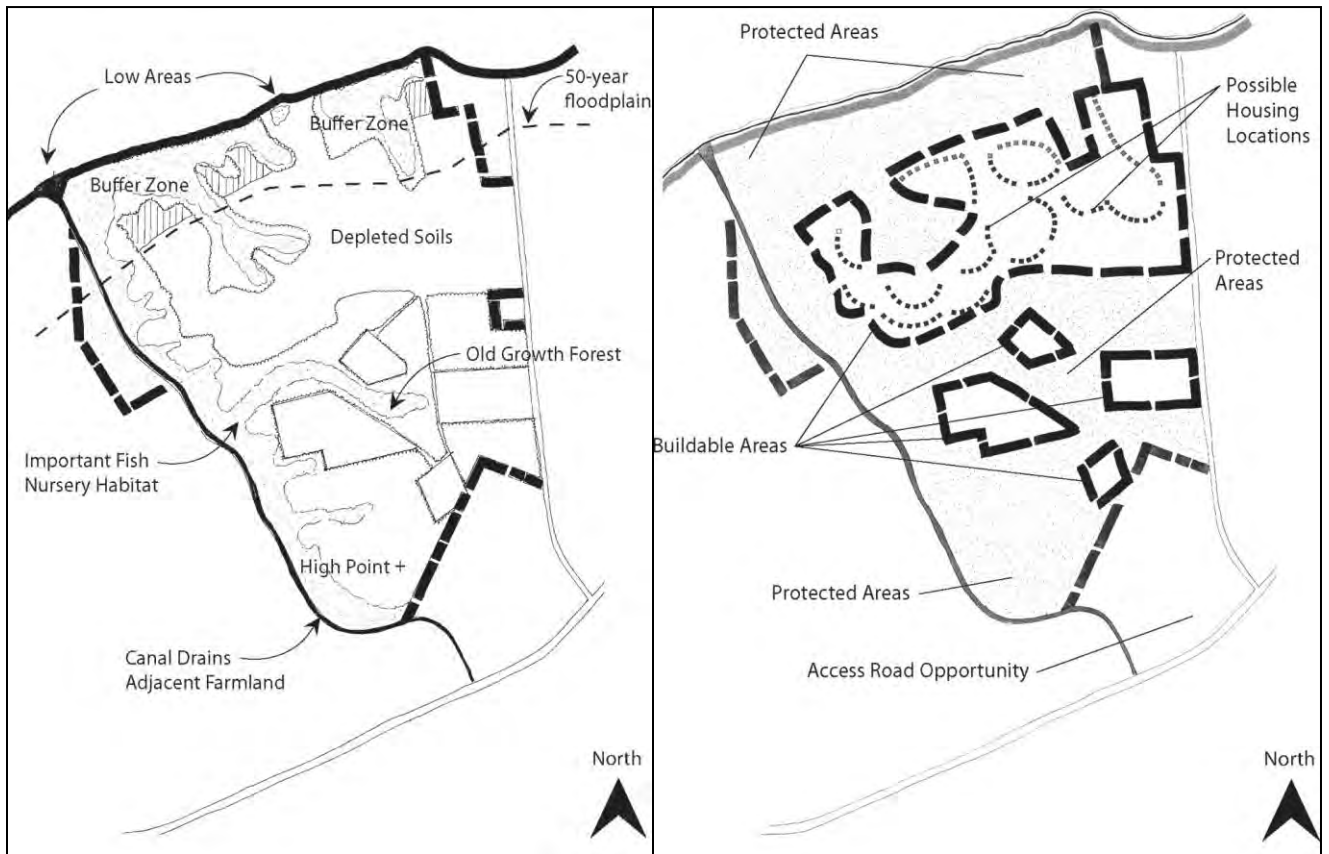 Low Areas
50-year
floodplain
Buffer Zone
Buffer Zone
Depleted Soils
Old Growth Forest
Important Fish
Nursery Habitat
High Point +
Canal Drains
Adjacent Farmland
North
Protected Areas
Possible
Housing
Locations
Protected
Areas
Buildable Areas
Protected Areas
Access Road Opportunity
North